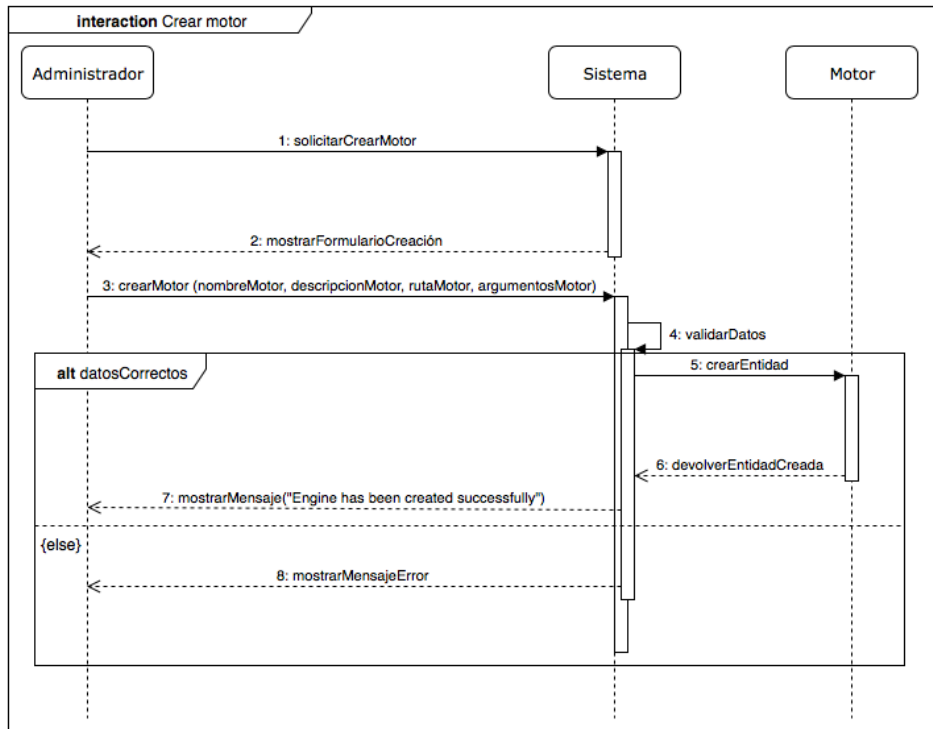 interaction Crear motor
Administrador
Sistema
Motor
1: solicitarCrearMotor
2: mostrarFormularioCreación
3: crearMotor (nombreMotor, descripcionMotor, rutaMotor, argumentosMotor)
4: validarDatos
alt datosCorrectos
5: crearEntidad
6: devolverEntidadCreada
7: mostrarMensaje("Engine has been created successfully")
{else}
8: mostrarMensajeError